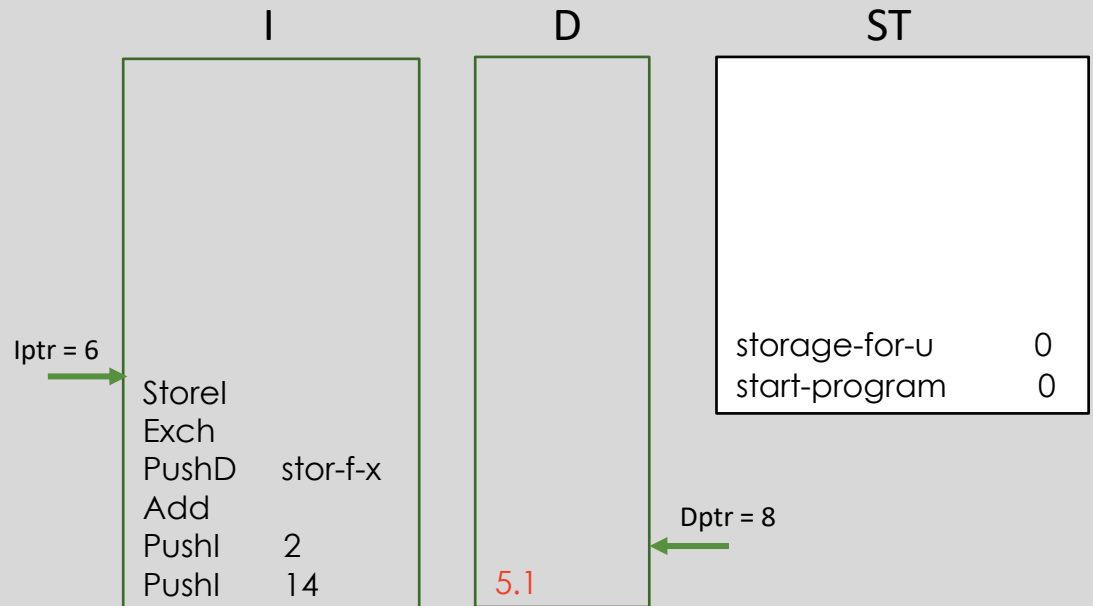 I D ST
Iptr = 6
StoreI
Exch
PushD stor-f-x
Add
PushI 2
PushI 14
Dptr = 8
5.1
storage-for-u 0
start-program 0